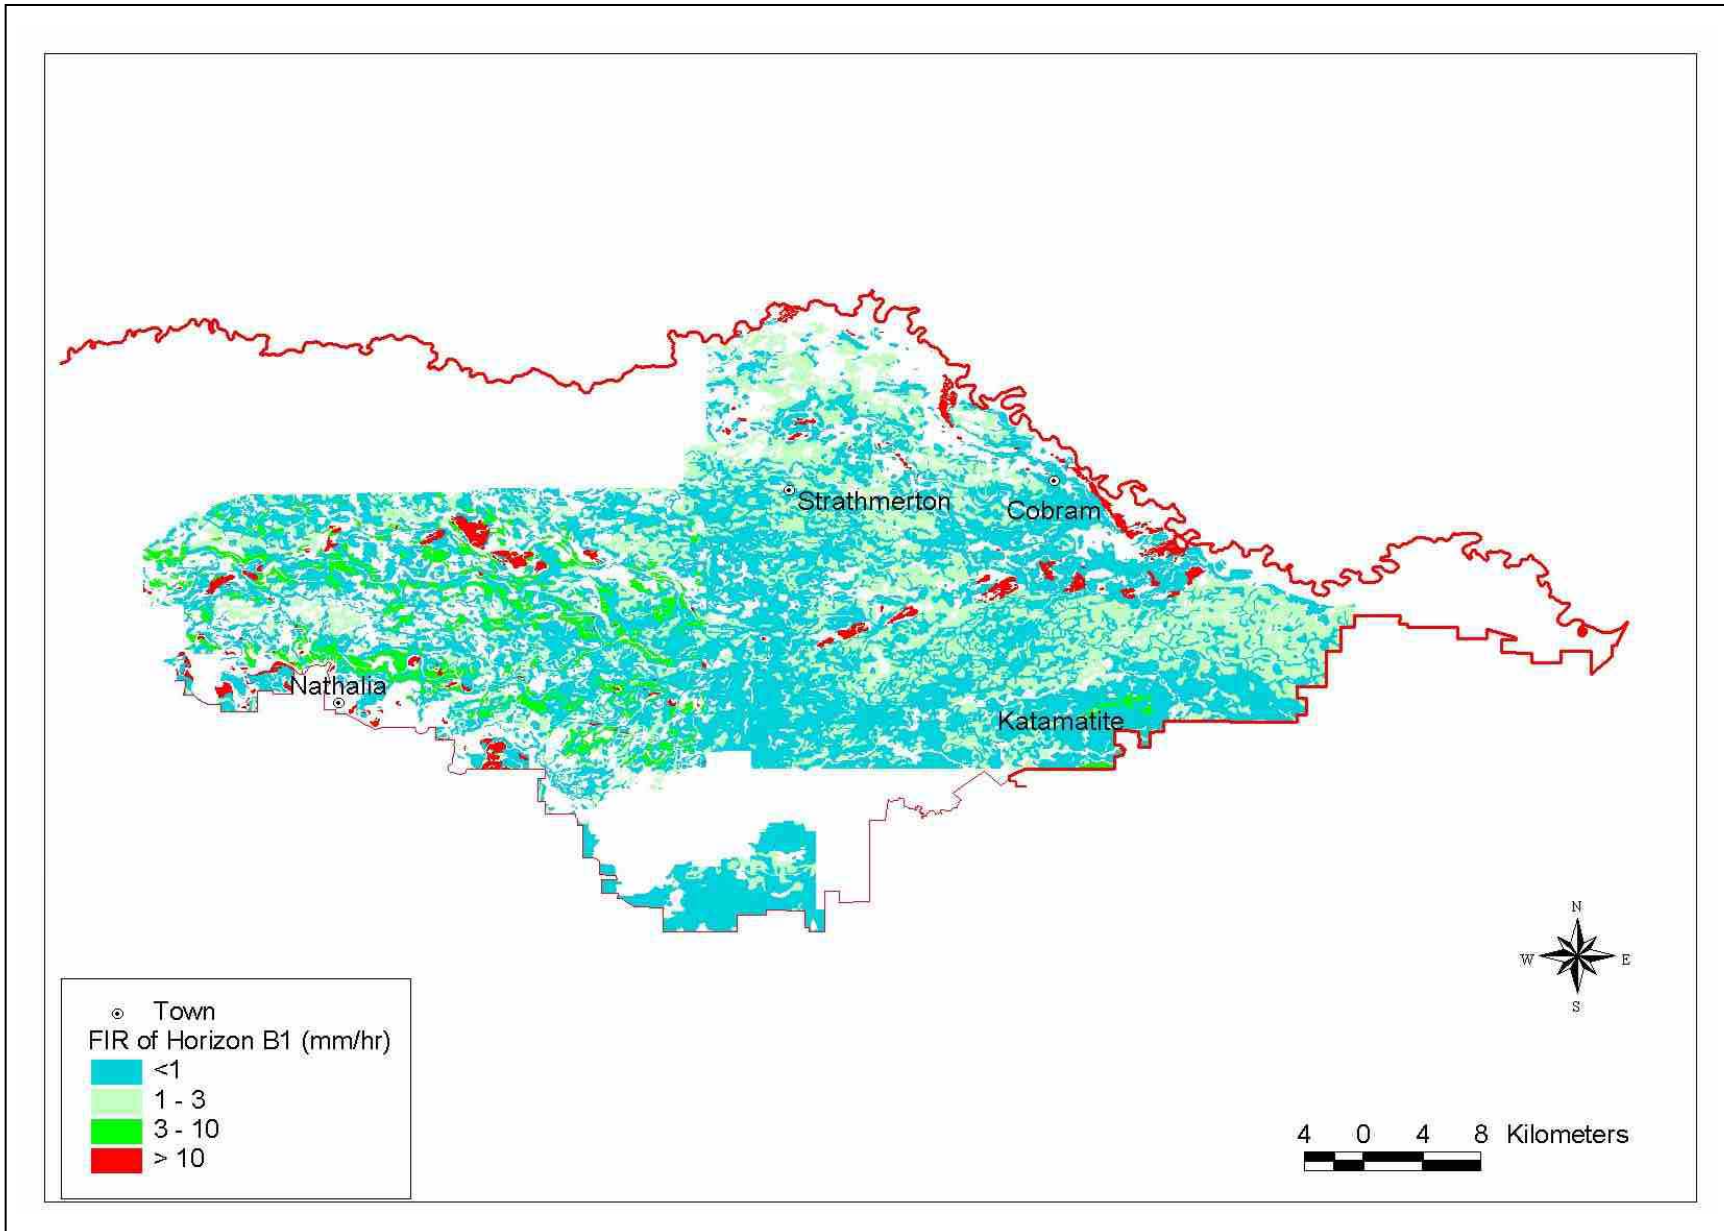 Strathmerton
Cobram
Nathalia
Katamatite
N
W E
S
Town
FIR of Horizon B1 (mm/hr)
<1
1 - 3
3 - 10
> 10
4 0 4 8 Kilometers